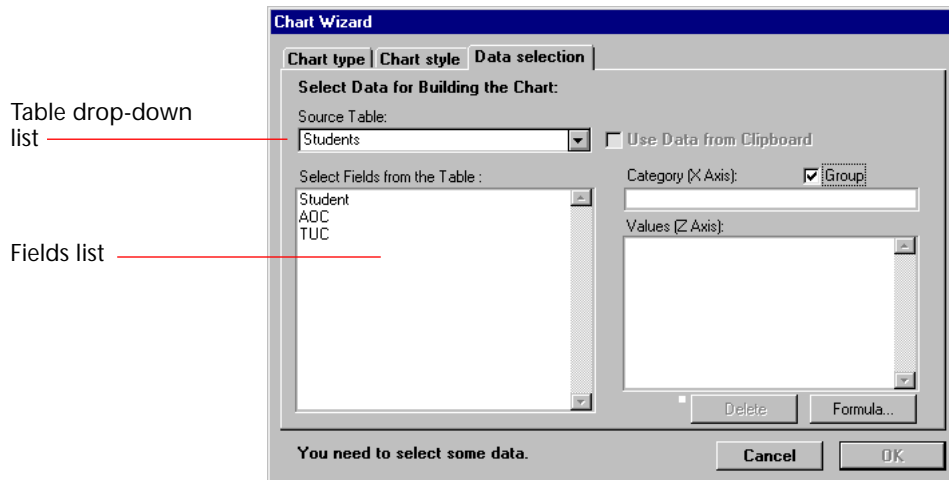 Chart Wizard
Chart type Chart style Data selection
Select Data for Building the Chart:
Table drop-down
list
Source Table:
Students
Use Data from Clipboard
Select Fields from the Table :
Category (X Axis):
Group
Student
AOC
TUC
Values (Z Axis):
Fields list
Delete
Formula...
You need to select some data.
Cancel
OK